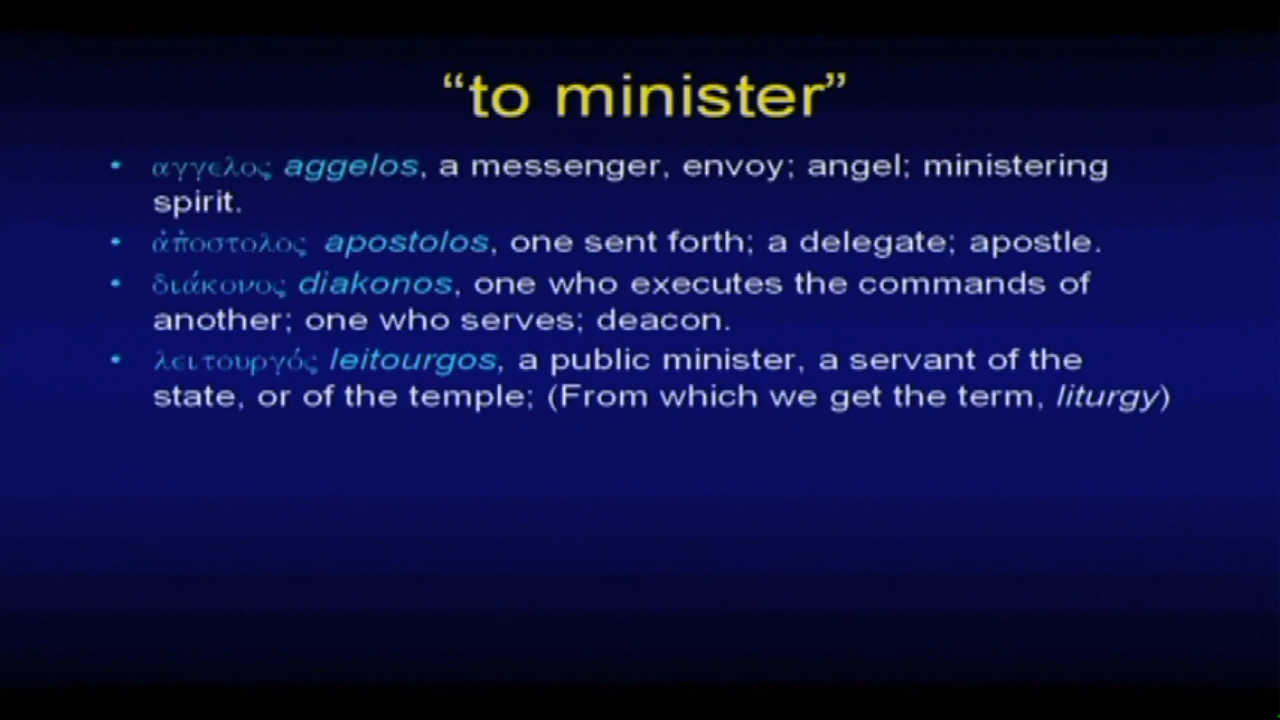 “to minister”
• αγγελος aggelos, a messenger, envoy; angel; ministering
spirit.
• ἀποστολος apostolos, one sent forth; a delegate; apostle.
• διάκονος diakonos, one who executes the commands of
another; one who serves; deacon.
• λειτουργός leitourgos, a public minister, a servant of the
state, or of the temple; (From which we get the term, liturgy)